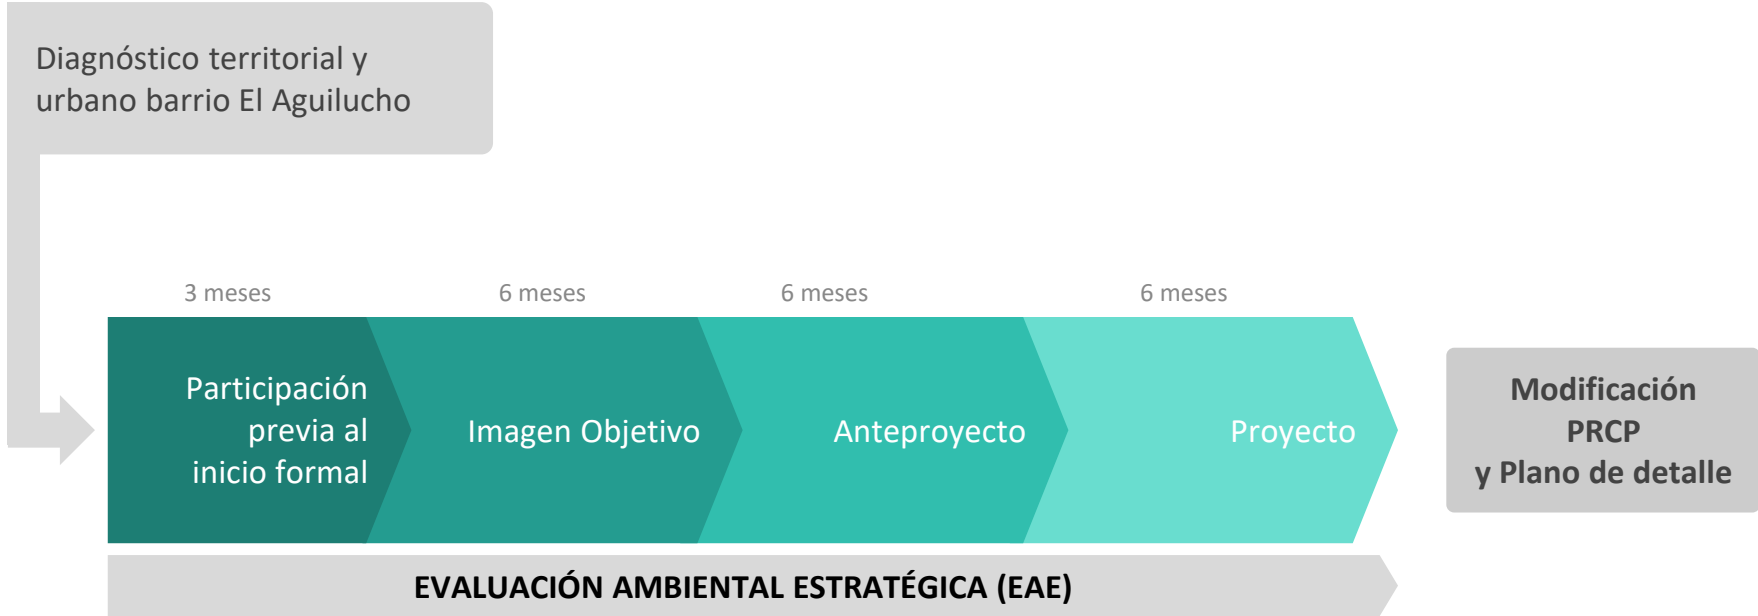 Diagnóstico territorial y
urbano barrio El Aguilucho
3 meses
6 meses
6 meses
6 meses
Participación
previa al
inicio formal
Imagen Objetivo
Anteproyecto
Proyecto
Modificación
PRCP
y Plano de detalle
EVALUACIÓN AMBIENTAL ESTRATÉGICA (EAE)